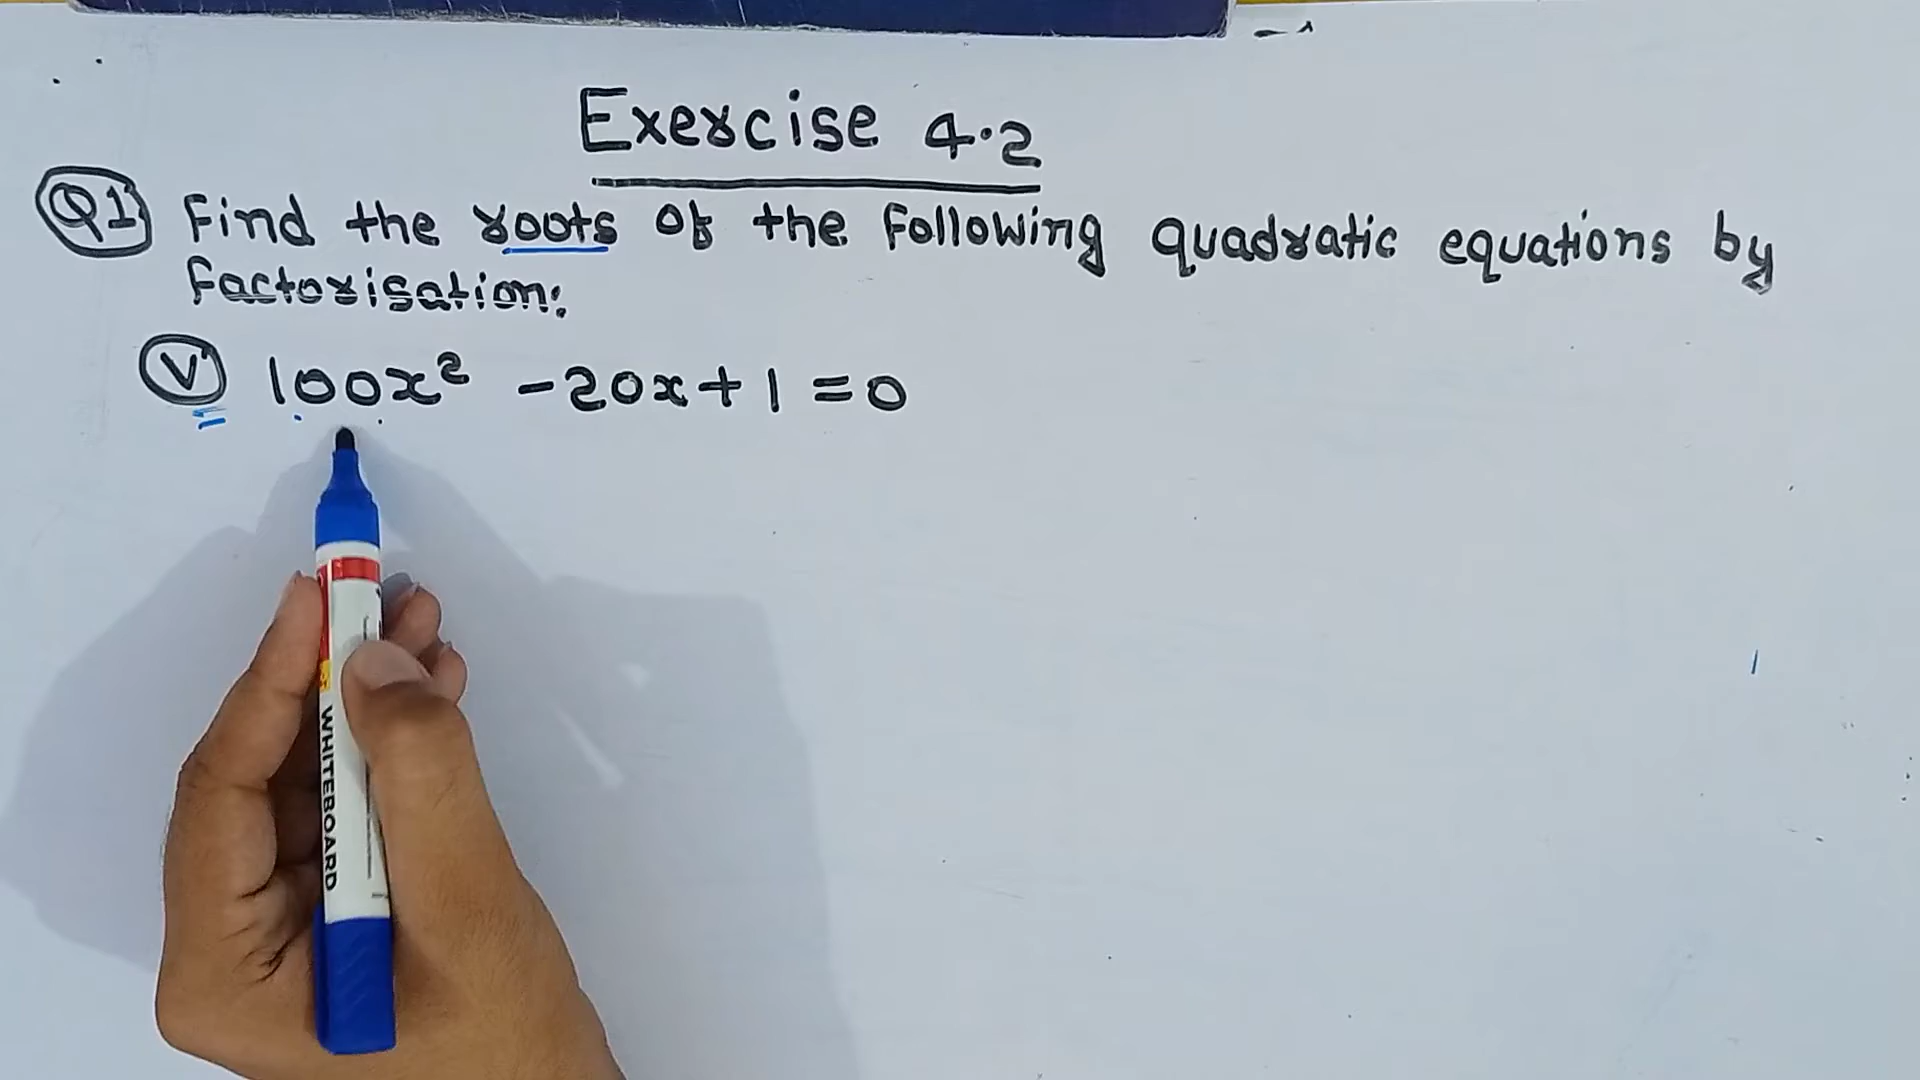 Exercise 4.2
Q1 Find the roots of the following quadratic equations by
factorisation:
V 100x² -20x+1=0
WHITEBOARD